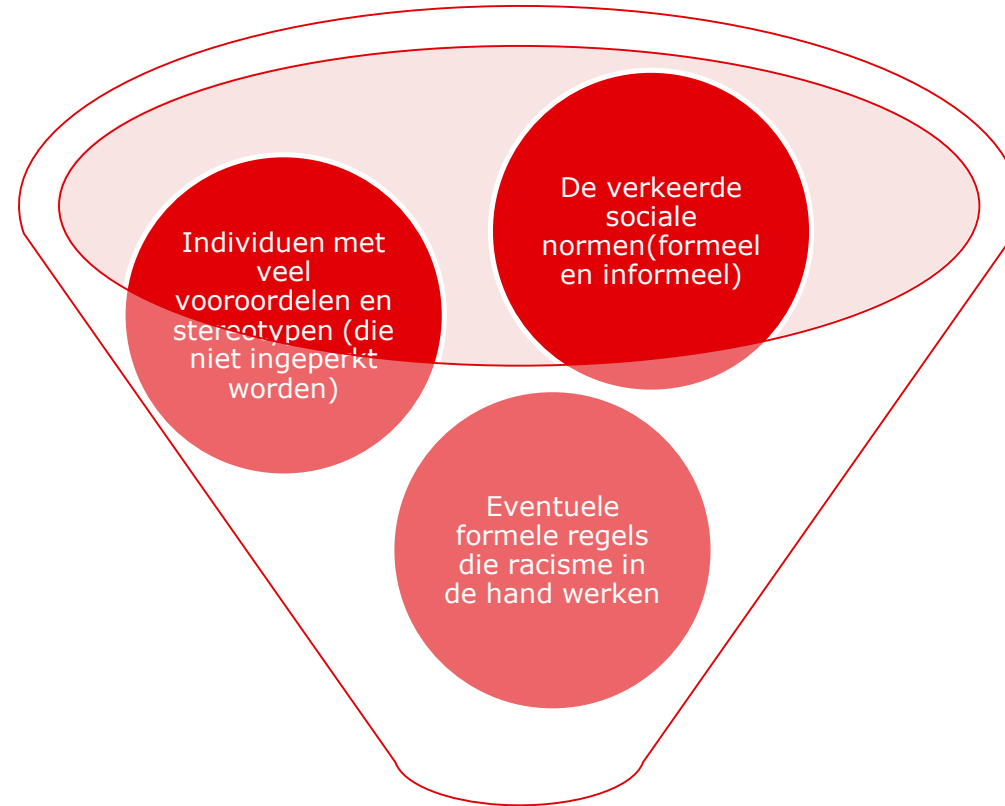 Individuen met
veel
vooroordelen en
stereotypen (die
niet ingeperkt
worden)
De verkeerde
sociale
normen(formeel
en informeel)
Eventuele
formele regels
die racisme in
de hand werken